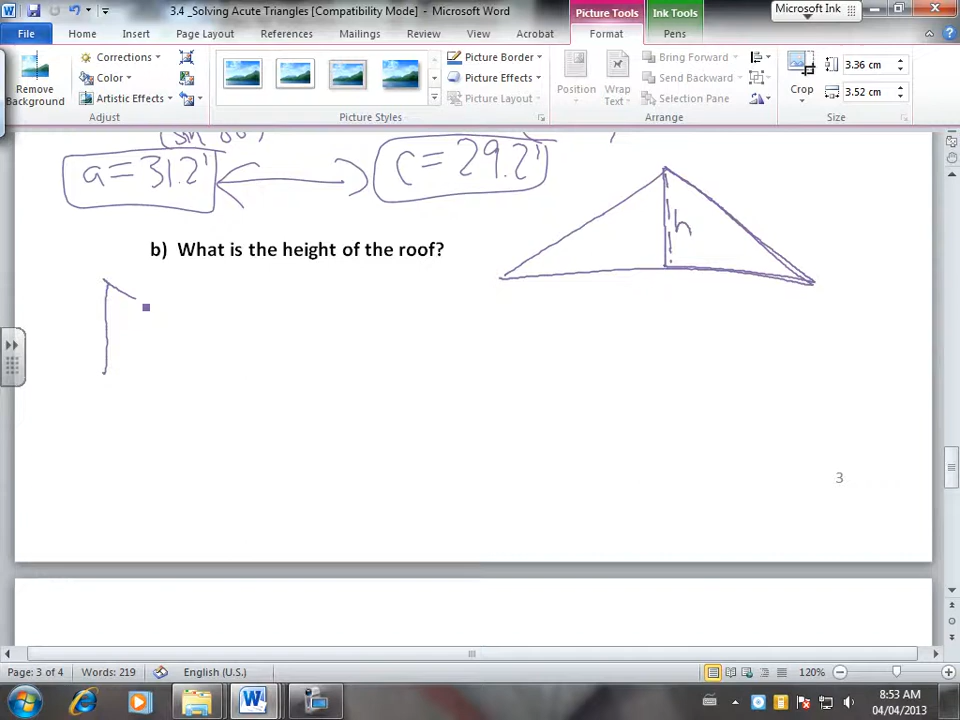 3.4 _Solving Acute Triangles [Compatibility Mode] - Microsoft Word
Picture Tools
Ink Tools
Microsoft Ink
File
Home
Insert
Page Layout
References
Mailings
Review
View
Acrobat
Format
Pens
Remove
Background
Corrections
Color
Artistic Effects
Adjust
Picture Border
Picture Effects
Picture Layout
Picture Styles
Position
Wrap
Text
Bring Forward
Send Backward
Selection Pane
Arrange
Crop
3.36 cm
3.52 cm
Size
a = 31.2'
c = 29.2'
h
b) What is the height of the roof?
3
Page: 3 of 4
Words: 219
English (U.S.)
120%
8:53 AM
04/04/2013